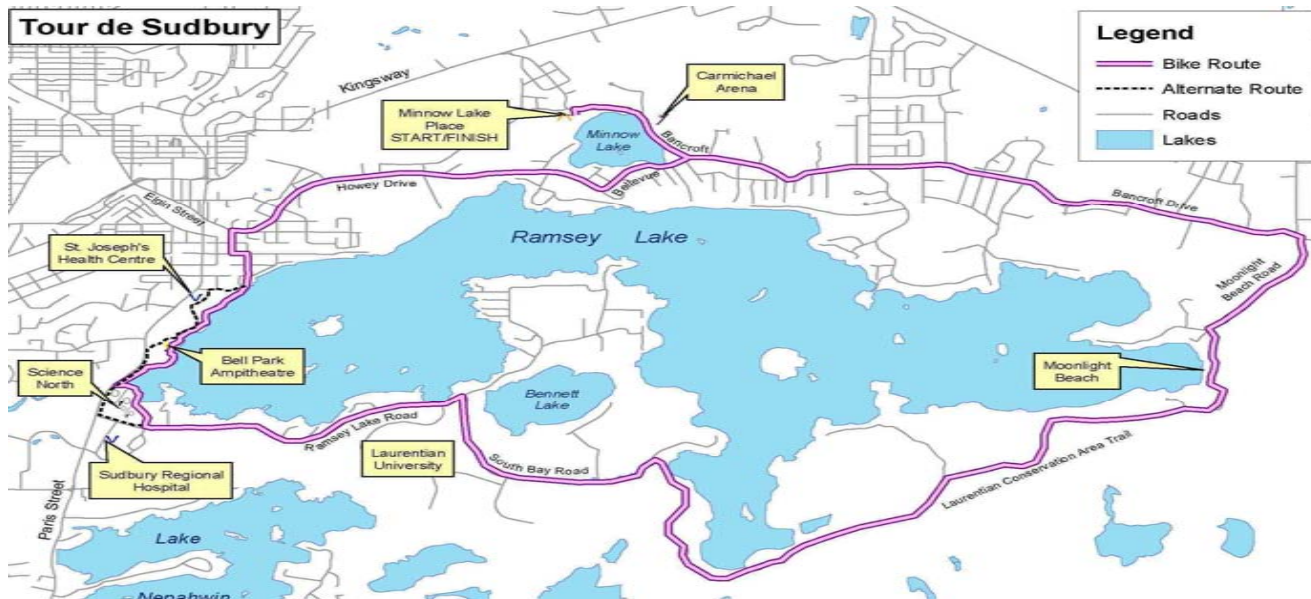 Tour de Sudbury
Legend
Bike Route
Alternate Route
Roads
Lakes
Kingsway
Carmichael
Arena
Minnow Lake
Place
START/FINISH
Minnow
Lake
Bancroft
Bellevue
Howey Drive
Elgin Street
Bancroft Drive
St. Joseph's
Health Centre
Ramsey Lake
Moonlight
Beach Road
Bell Park
Ampitheatre
Science
North
Moonlight
Beach
Bennett
Lake
Ramsey Lake Road
Laurentian
University
South Bay Road
Laurentian Conservation Area Trail
Sudbury Regional
Hospital
Paris Street
Lake
Nepahwin